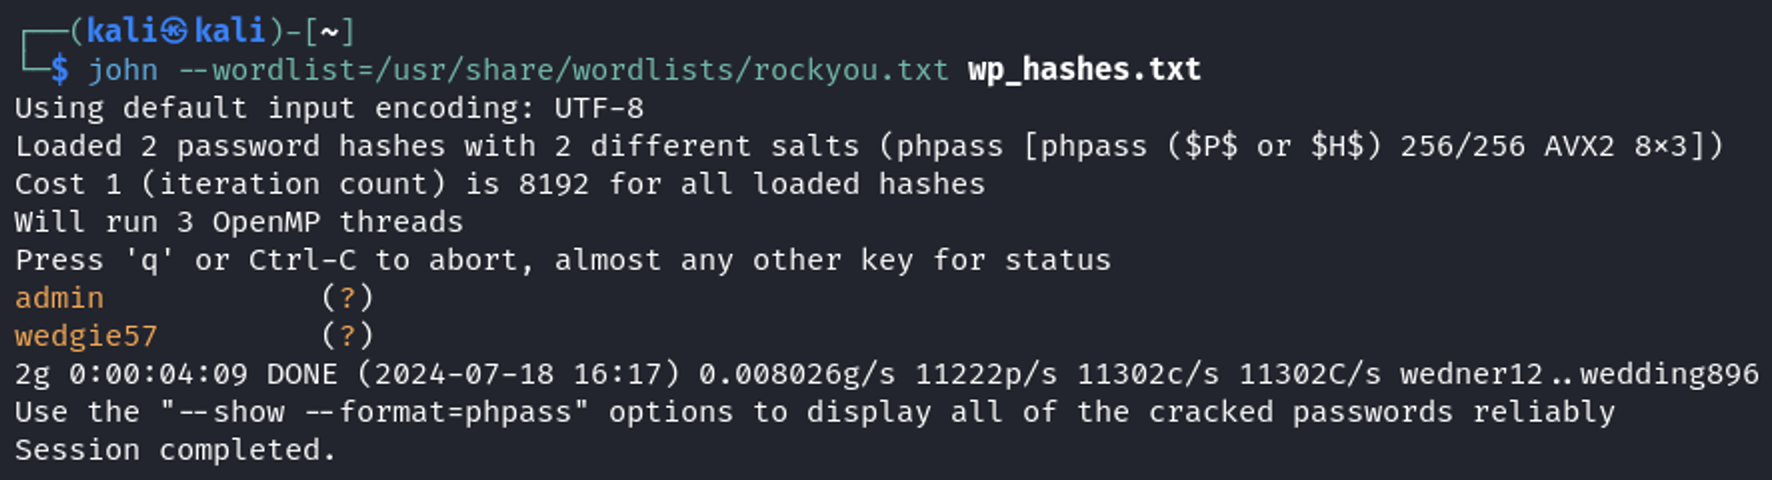 ┌──(kali㉿kali)-[~]
└─$ john --wordlist=/usr/share/wordlists/rockyou.txt wp_hashes.txt
Using default input encoding: UTF-8
Loaded 2 password hashes with 2 different salts (phpass [phpass ($P$ or $H$) 256/256 AVX2 8×3])
Cost 1 (iteration count) is 8192 for all loaded hashes
Will run 3 OpenMP threads
Press 'q' or Ctrl-C to abort, almost any other key for status
admin            (?)
wedgie57         (?)
2g 0:00:04:09 DONE (2024-07-18 16:17) 0.008026g/s 11222p/s 11302c/s 11302C/s wedner12..wedding896
Use the "--show --format=phpass" options to display all of the cracked passwords reliably
Session completed.